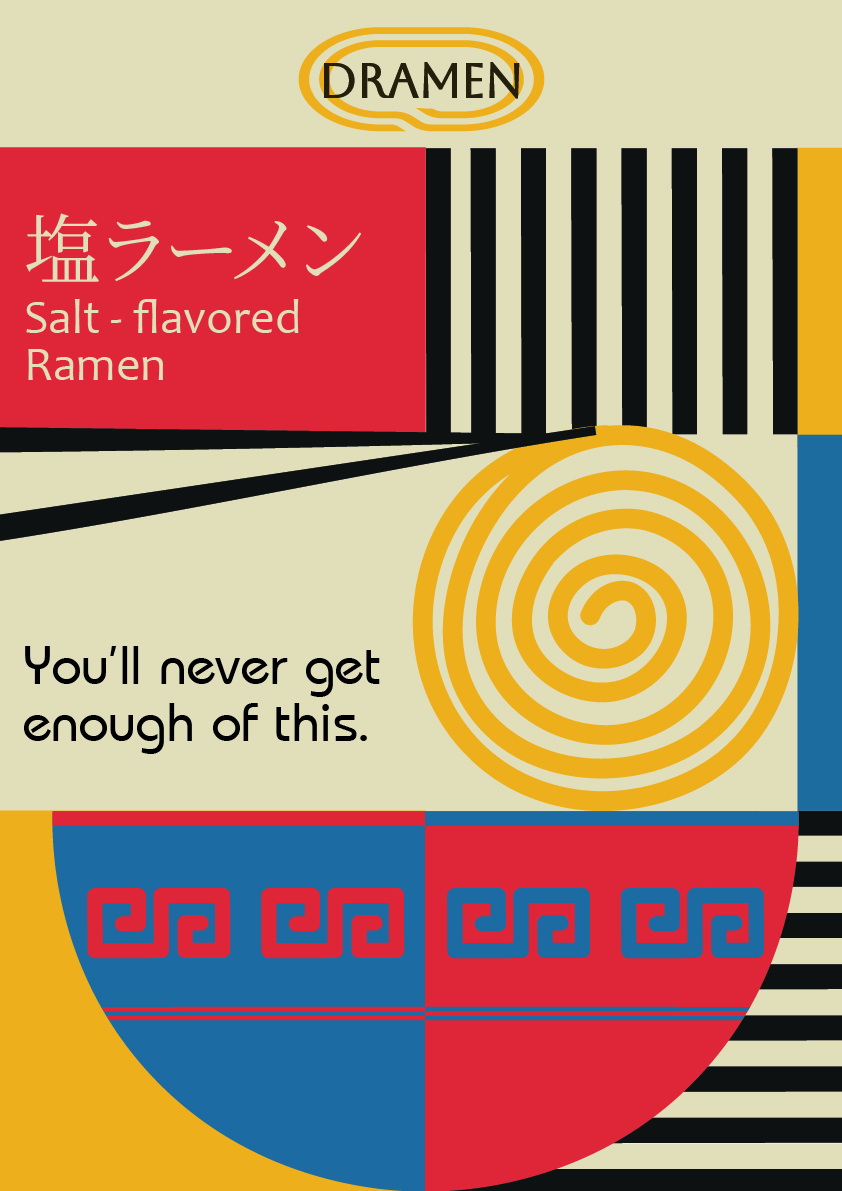 DRAMEN
塩ラーメン
Salt - flavored
Ramen
You'll never get
enough of this.